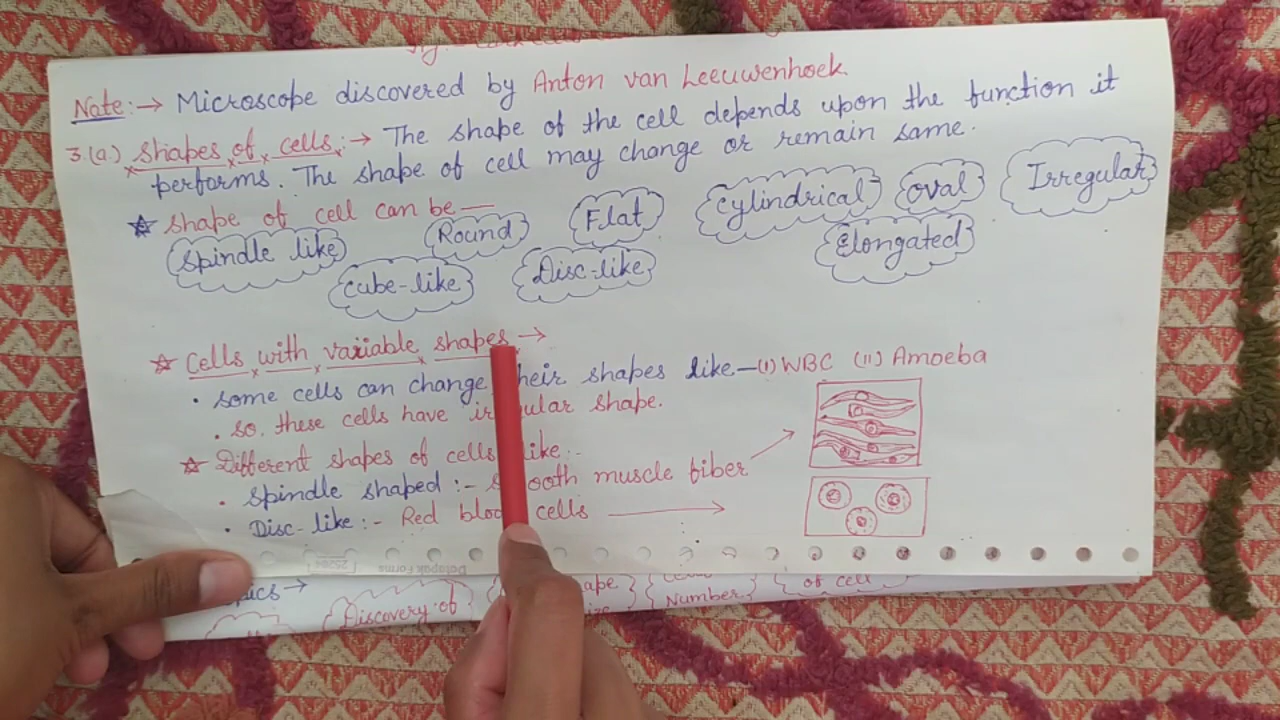 Note:→ Microscope discovered by Anton van Leeuwenhoek.
3.(a.) shapes of cells:→ The shape of the cell depends upon the function it
performs. The shape of cell may change or remain same.
☆ shape of cell can be—
Spindle like Round Flat Cylindrical oval Irregular
Cube-like Disc-like Elongated
☆ Cells with variable shapes→
• some cells can change their shapes like—(i) WBC (ii) Amoeba
• so. these cells have irregular shape.
☆ Different shapes of cells like:-
• Spindle shaped:- smooth muscle fiber
• Disc-like:- Red blood cells
Datapak Forms
Discovery of
Number
of cell